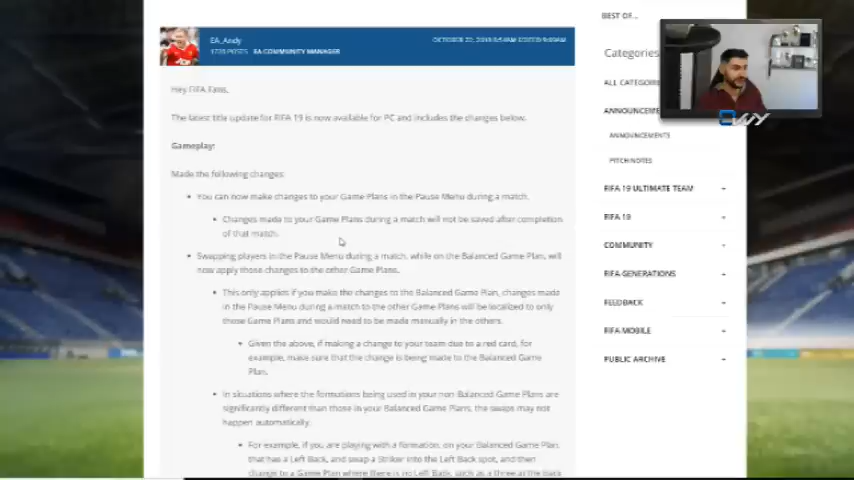 BEST OF...
EA_Andy
1728 POSTS EA COMMUNITY MANAGER
OCTOBER 22, 2018
Categories
ALL CATEGORIE
Hey FIFA Fans,
ANNOUNCEME
The latest title update for FIFA 19 is now available for PC and includes the changes below.
ANNOUNCEMENTS
Gameplay:
PITCH NOTES
Made the following changes:
FIFA 19 ULTIMATE TEAM
You can now make changes to your Game Plans in the Pause Menu during a match.
FIFA 19
Changes made to your Game Plans during a match will not be saved after completion
of that match.
COMMUNITY
Swapping players in the Pause Menu during a match, while on the Balanced Game Plan, will
now apply those changes to the other Game Plans.
FIFA GENERATIONS
This only applies if you make the changes to the Balanced Game Plan, changes made
in the Pause Menu during a match to the other Game Plans will be localized to only
those Game Plans and would need to be made manually in the others.
FEEDBACK
FIFA MOBILE
Given the above, if making a change to your team due to a red card, for
example, make sure that the change is being made to the Balanced Game
Plan.
PUBLIC ARCHIVE
In situations where the formations being used in your non Balanced Game Plans are
significantly different than those in your Balanced Game Plans, the swaps may not
happen automatically.
For example, if you are playing with a formation, on your Balanced Game Plan,
that has a Left Back, and swap a Striker into the Left Back spot, and then
change to a Game Plan where there is no Left Back, such as a three at the back